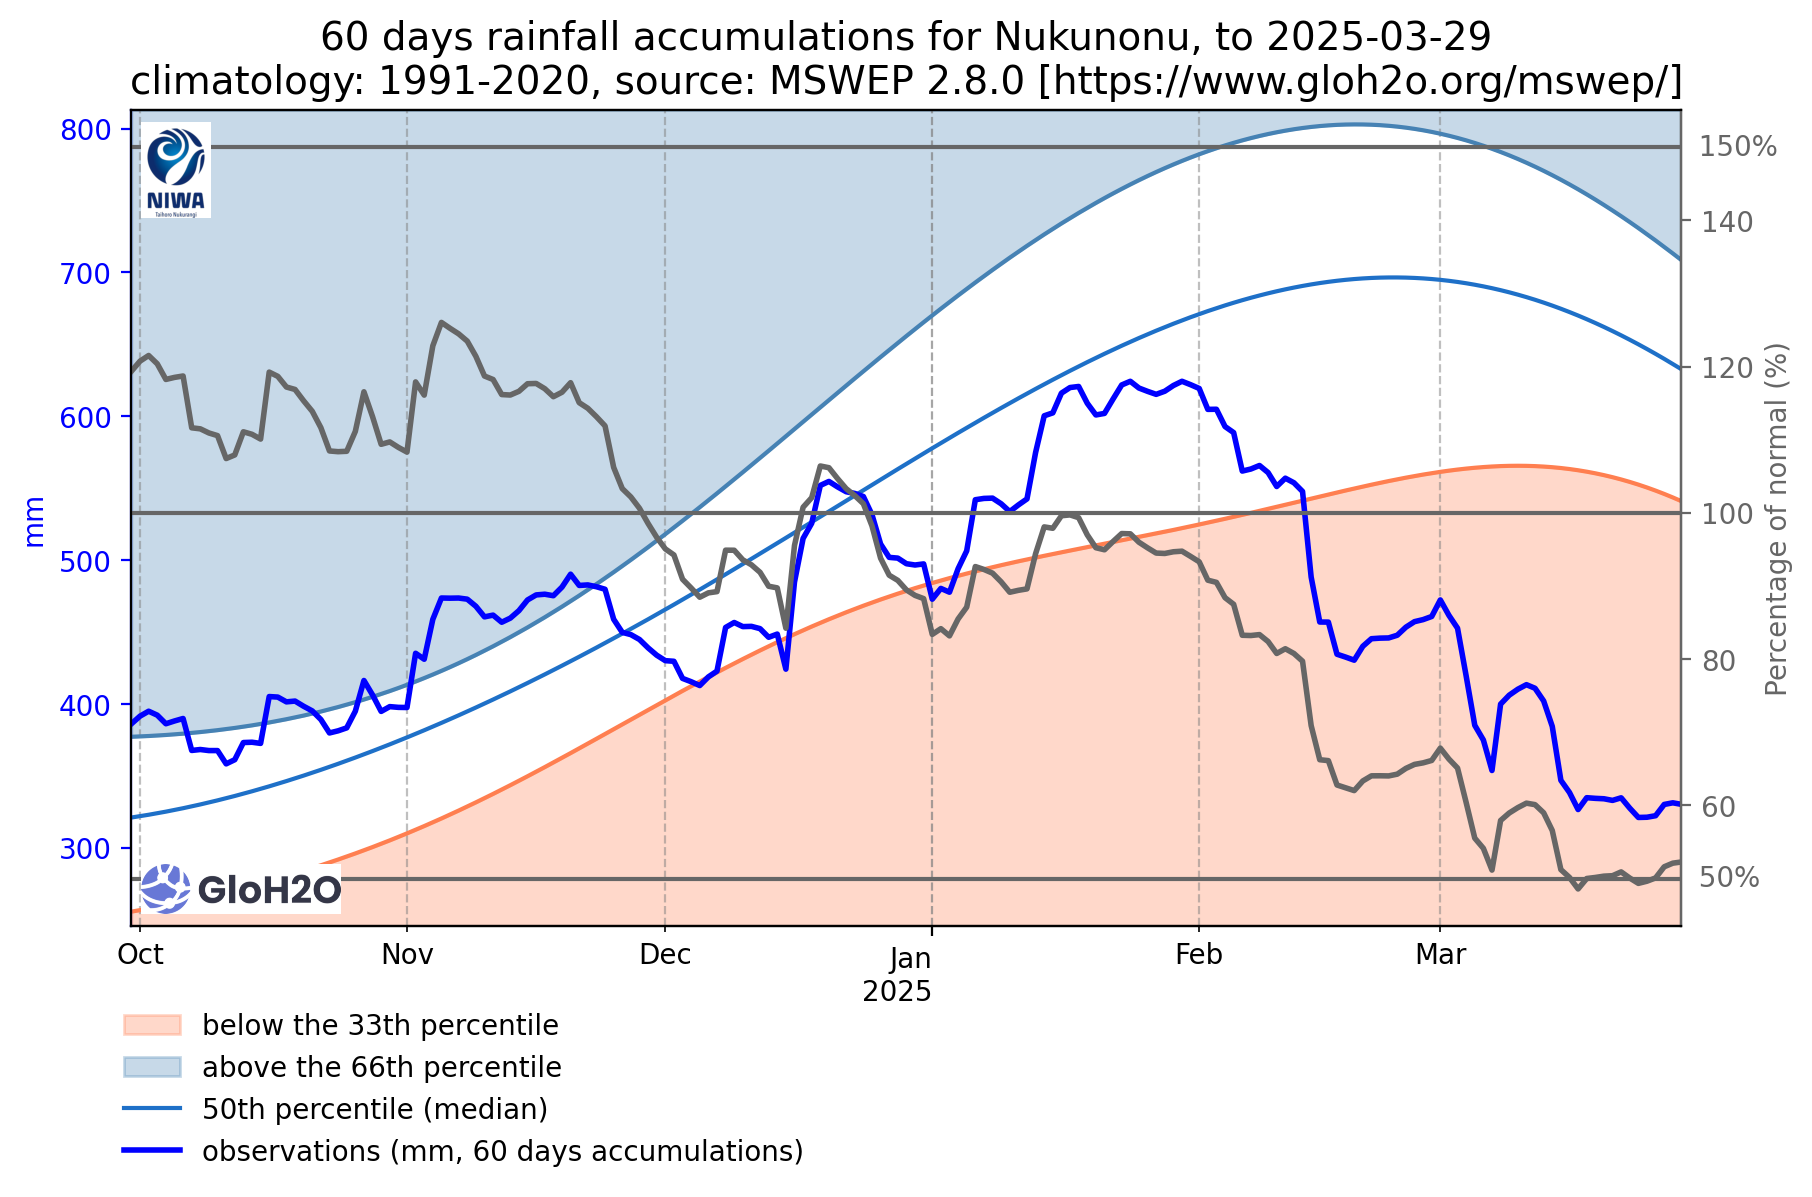 60 days rainfall accumulations for Nukunonu, to 2025-03-29
climatology: 1991-2020, source: MSWEP 2.8.0 [https://www.gloh2o.org/mswep/]
800
700
600
500
400
300
mm
NIWA
Taihoro Nukurangi
GloH2O
150%
140
120
100
80
60
50%
Percentage of normal (%)
Oct
Nov
Dec
Jan
2025
Feb
Mar
below the 33th percentile
above the 66th percentile
50th percentile (median)
observations (mm, 60 days accumulations)